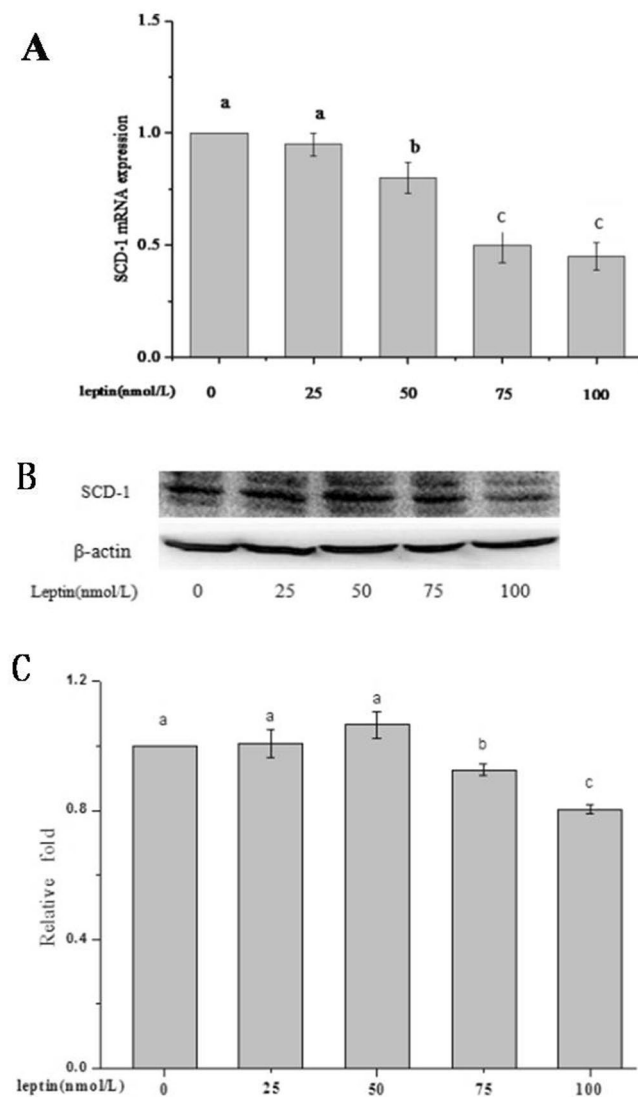 A
SCD-1 mRNA expression
1.5
1.0
0.5
0.0
a
a
b
c
c
leptin(nmol/L) 0 25 50 75 100
B
SCD-1
β-actin
Leptin(nmol/L) 0 25 50 75 100
C
Relative fold
1.2
0.8
0.4
0.0
a
a
a
b
c
leptin(nmol/L) 0 25 50 75 100